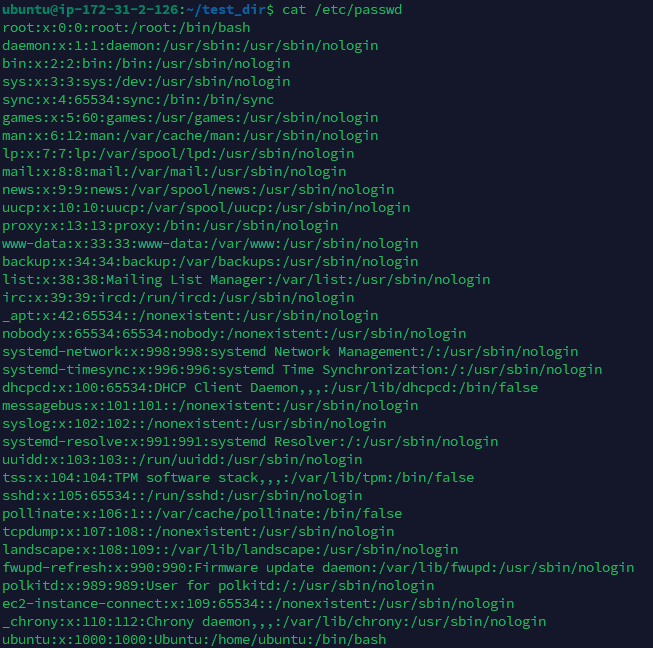 ubuntu@ip-172-31-2-126:~/test_dir$ cat /etc/passwd
root:x:0:0:root:/root:/bin/bash
daemon:x:1:1:daemon:/usr/sbin:/usr/sbin/nologin
bin:x:2:2:bin:/bin:/usr/sbin/nologin
sys:x:3:3:sys:/dev:/usr/sbin/nologin
sync:x:4:65534:sync:/bin:/bin/sync
games:x:5:60:games:/usr/games:/usr/sbin/nologin
man:x:6:12:man:/var/cache/man:/usr/sbin/nologin
lp:x:7:7:lp:/var/spool/lpd:/usr/sbin/nologin
mail:x:8:8:mail:/var/mail:/usr/sbin/nologin
news:x:9:9:news:/var/spool/news:/usr/sbin/nologin
uucp:x:10:10:uucp:/var/spool/uucp:/usr/sbin/nologin
proxy:x:13:13:proxy:/bin:/usr/sbin/nologin
www-data:x:33:33:www-data:/var/www:/usr/sbin/nologin
backup:x:34:34:backup:/var/backups:/usr/sbin/nologin
list:x:38:38:Mailing List Manager:/var/list:/usr/sbin/nologin
irc:x:39:39:ircd:/run/ircd:/usr/sbin/nologin
_apt:x:42:65534::/nonexistent:/usr/sbin/nologin
nobody:x:65534:65534:nobody:/nonexistent:/usr/sbin/nologin
systemd-network:x:998:998:systemd Network Management:/:/usr/sbin/nologin
systemd-timesync:x:996:996:systemd Time Synchronization:/:/usr/sbin/nologin
dhcpcd:x:100:65534:DHCP Client Daemon,,,:/usr/lib/dhcpcd:/bin/false
messagebus:x:101:101::/nonexistent:/usr/sbin/nologin
syslog:x:102:102::/nonexistent:/usr/sbin/nologin
systemd-resolve:x:991:991:systemd Resolver:/:/usr/sbin/nologin
uuidd:x:103:103::/run/uuidd:/usr/sbin/nologin
tss:x:104:104:TPM software stack,,,:/var/lib/tpm:/bin/false
sshd:x:105:65534::/run/sshd:/usr/sbin/nologin
pollinate:x:106:1::/var/cache/pollinate:/bin/false
tcpdump:x:107:108::/nonexistent:/usr/sbin/nologin
landscape:x:108:109::/var/lib/landscape:/usr/sbin/nologin
fwupd-refresh:x:990:990:Firmware update daemon:/var/lib/fwupd:/usr/sbin/nologin
polkitd:x:989:989:User for polkitd:/:/usr/sbin/nologin
ec2-instance-connect:x:109:65534::/nonexistent:/usr/sbin/nologin
_chrony:x:110:112:Chrony daemon,,,:/var/lib/chrony:/usr/sbin/nologin
ubuntu:x:1000:1000:Ubuntu:/home/ubuntu:/bin/bash